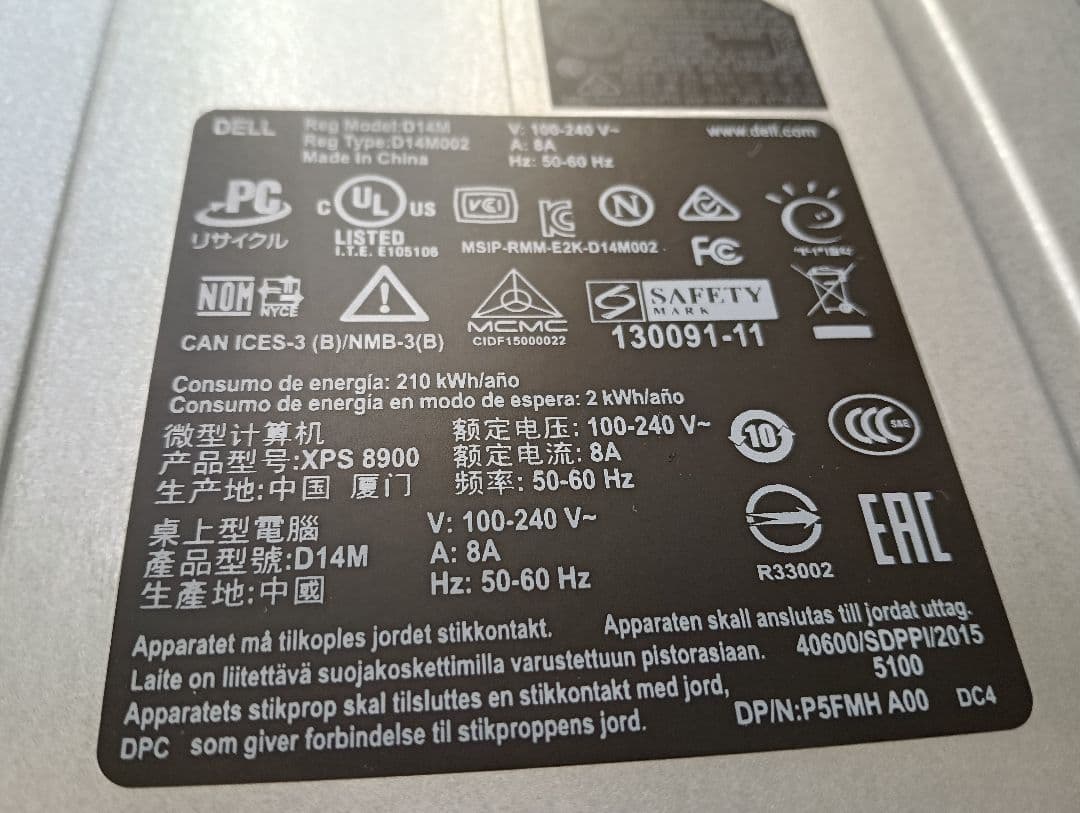 DELL
Reg Model:D14M
Reg Type:D14M002
Made in China
V: 100-240 V~
A: 8A
Hz: 50-60 Hz
www.dell.com
PC
リサイクル
C UL US
LISTED
I.T.E. E105106
VCI
MSIP-RMM-E2K-D14M002
N
FC
NOM
NYCE
CAN ICES-3 (B)/NMB-3(B)
MCMC
CIDF15000022
S SAFETY
MARK
130091-11
Consumo de energía: 210 kWh/año
Consumo de energía en modo de espera: 2 kWh/año
微型计算机
产品型号:XPS 8900
生产地:中国 厦门
额定电压: 100-240 V~
额定电流: 8A
频率: 50-60 Hz
10
CCC S&E
桌上型電腦
產品型號:D14M
生產地:中國
V: 100-240 V~
A: 8A
Hz: 50-60 Hz
R33002
EAC
Apparatet må tilkoples jordet stikkontakt.
Apparaten skall anslutas till jordat uttag.
Laite on liitettävä suojakoskettimilla varustettuun pistorasiaan.
40600/SDPPI/2015
5100
Apparatets stikprop skal tilsluttes en stikkontakt med jord,
DPC som giver forbindelse til stikproppens jord.
DP/N:P5FMH A00 DC4